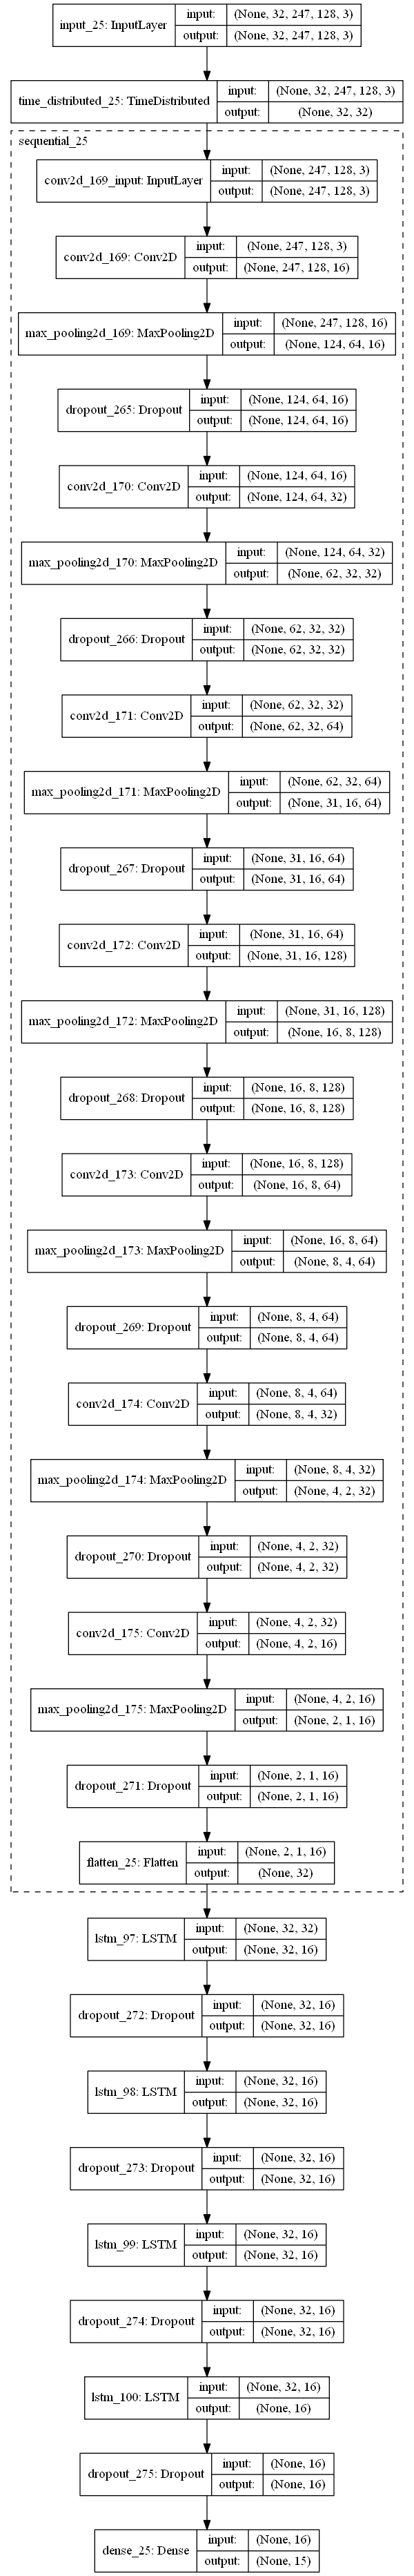 input_25: InputLayer
input: (None, 32, 247, 128, 3)
output: (None, 32, 247, 128, 3)
time_distributed_25: TimeDistributed
input: (None, 32, 247, 128, 3)
output: (None, 32, 32)
sequential_25
conv2d_169_input: InputLayer
input: (None, 247, 128, 3)
output: (None, 247, 128, 3)
conv2d_169: Conv2D
input: (None, 247, 128, 3)
output: (None, 247, 128, 16)
max_pooling2d_169: MaxPooling2D
input: (None, 247, 128, 16)
output: (None, 124, 64, 16)
dropout_265: Dropout
input: (None, 124, 64, 16)
output: (None, 124, 64, 16)
conv2d_170: Conv2D
input: (None, 124, 64, 16)
output: (None, 124, 64, 32)
max_pooling2d_170: MaxPooling2D
input: (None, 124, 64, 32)
output: (None, 62, 32, 32)
dropout_266: Dropout
input: (None, 62, 32, 32)
output: (None, 62, 32, 32)
conv2d_171: Conv2D
input: (None, 62, 32, 32)
output: (None, 62, 32, 64)
max_pooling2d_171: MaxPooling2D
input: (None, 62, 32, 64)
output: (None, 31, 16, 64)
dropout_267: Dropout
input: (None, 31, 16, 64)
output: (None, 31, 16, 64)
conv2d_172: Conv2D
input: (None, 31, 16, 64)
output: (None, 31, 16, 128)
max_pooling2d_172: MaxPooling2D
input: (None, 31, 16, 128)
output: (None, 16, 8, 128)
dropout_268: Dropout
input: (None, 16, 8, 128)
output: (None, 16, 8, 128)
conv2d_173: Conv2D
input: (None, 16, 8, 128)
output: (None, 16, 8, 64)
max_pooling2d_173: MaxPooling2D
input: (None, 16, 8, 64)
output: (None, 8, 4, 64)
dropout_269: Dropout
input: (None, 8, 4, 64)
output: (None, 8, 4, 64)
conv2d_174: Conv2D
input: (None, 8, 4, 64)
output: (None, 8, 4, 32)
max_pooling2d_174: MaxPooling2D
input: (None, 8, 4, 32)
output: (None, 4, 2, 32)
dropout_270: Dropout
input: (None, 4, 2, 32)
output: (None, 4, 2, 32)
conv2d_175: Conv2D
input: (None, 4, 2, 32)
output: (None, 4, 2, 16)
max_pooling2d_175: MaxPooling2D
input: (None, 4, 2, 16)
output: (None, 2, 1, 16)
dropout_271: Dropout
input: (None, 2, 1, 16)
output: (None, 2, 1, 16)
flatten_25: Flatten
input: (None, 2, 1, 16)
output: (None, 32)
lstm_97: LSTM
input: (None, 32, 32)
output: (None, 32, 16)
dropout_272: Dropout
input: (None, 32, 16)
output: (None, 32, 16)
lstm_98: LSTM
input: (None, 32, 16)
output: (None, 32, 16)
dropout_273: Dropout
input: (None, 32, 16)
output: (None, 32, 16)
lstm_99: LSTM
input: (None, 32, 16)
output: (None, 32, 16)
dropout_274: Dropout
input: (None, 32, 16)
output: (None, 32, 16)
lstm_100: LSTM
input: (None, 32, 16)
output: (None, 16)
dropout_275: Dropout
input: (None, 16)
output: (None, 16)
dense_25: Dense
input: (None, 16)
output: (None, 15)